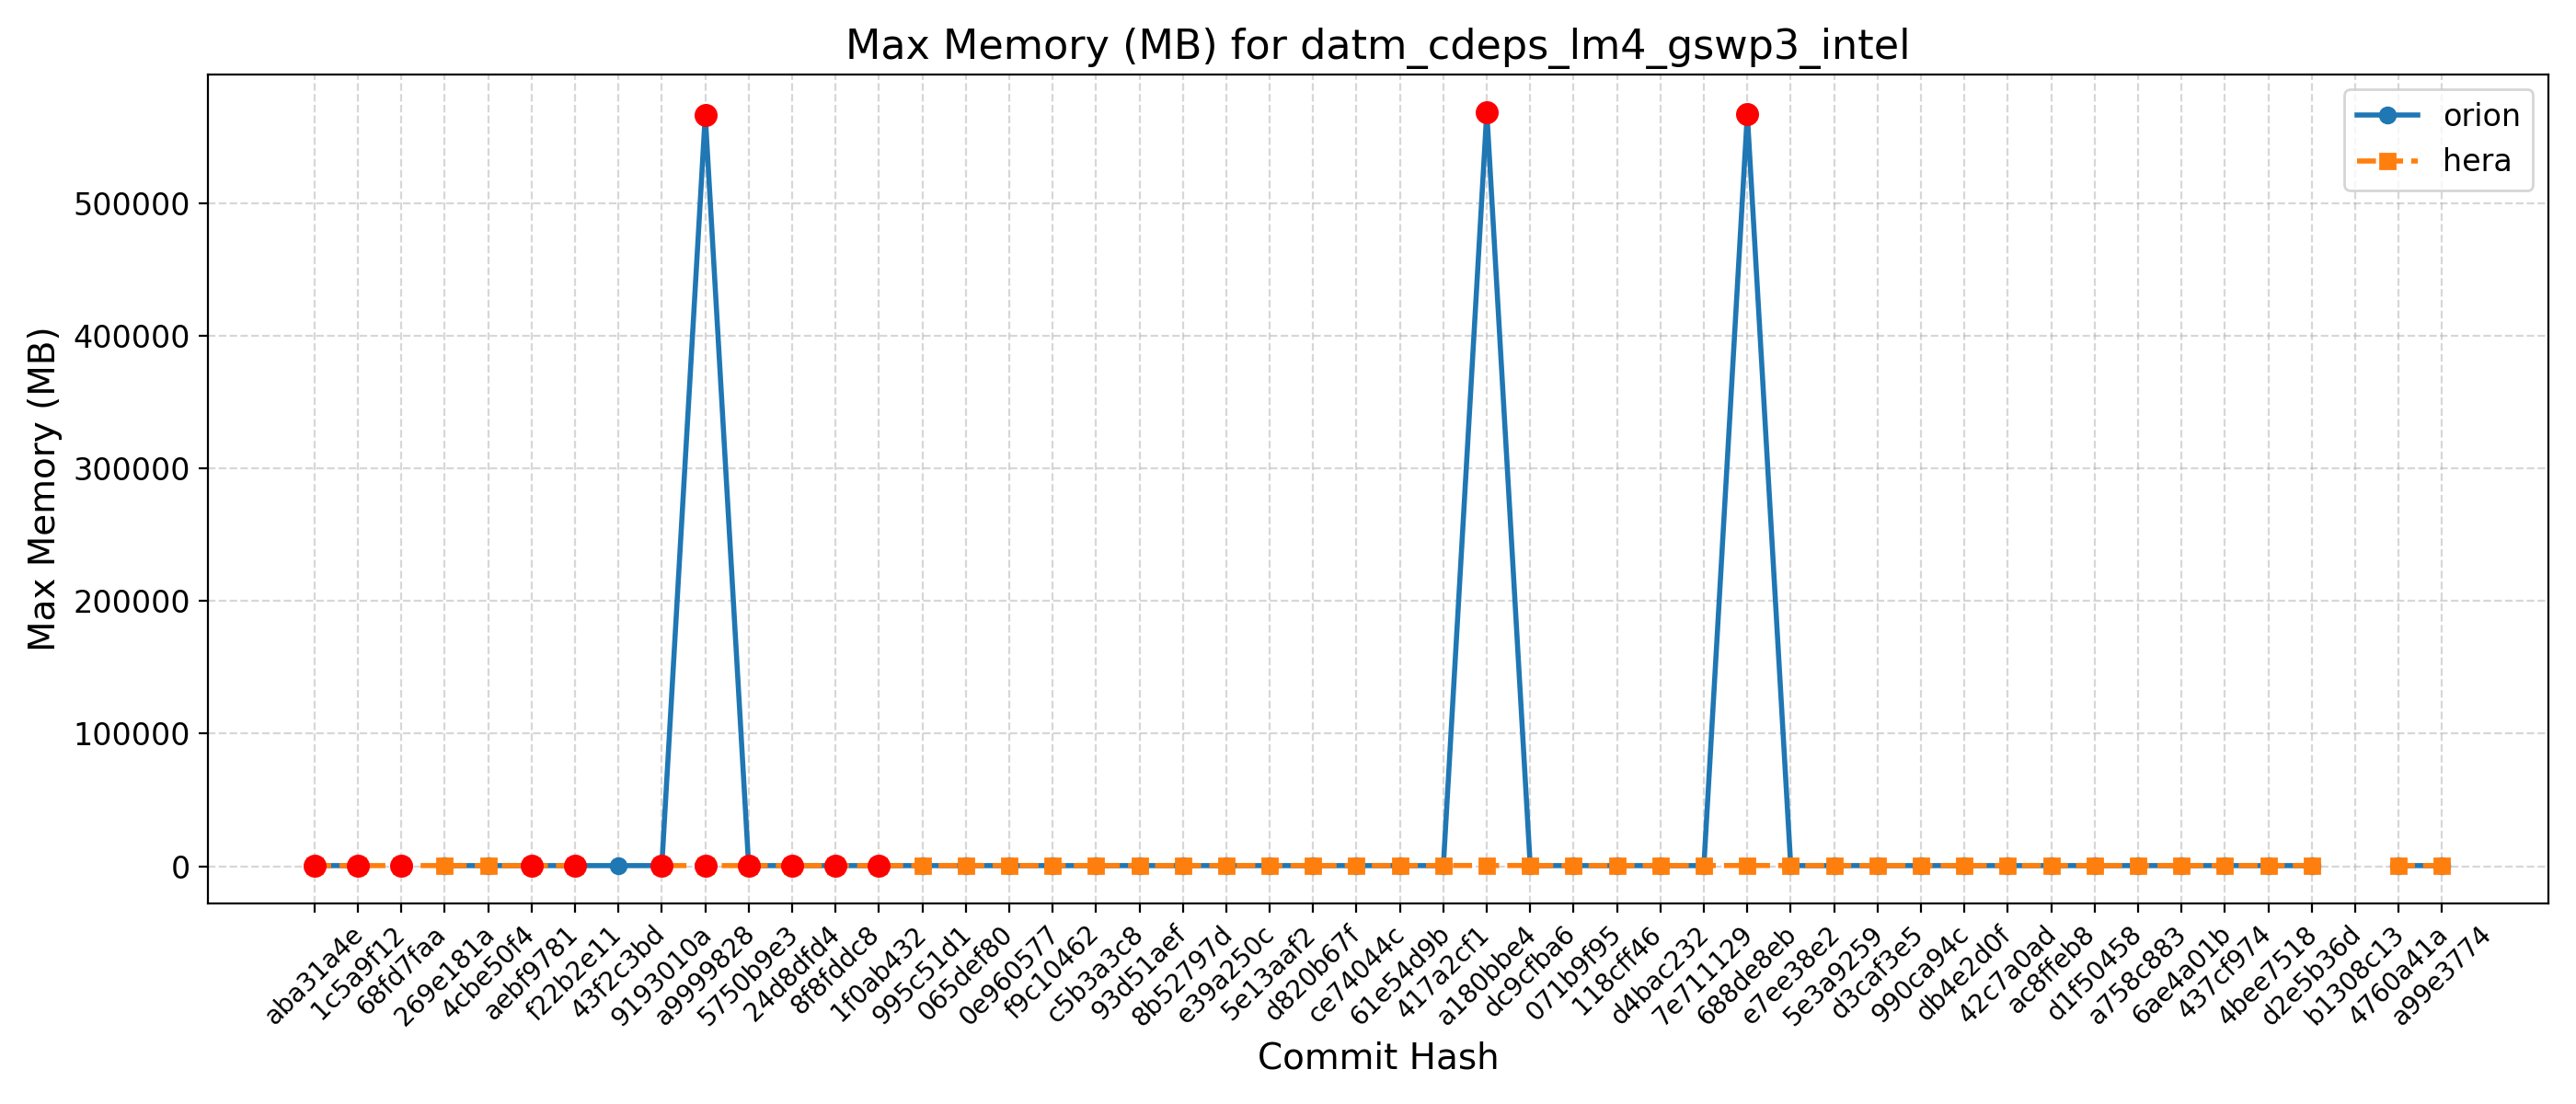 Max Memory (MB) for datm_cdeps_lm4_gswp3_intel
orion
hera
Max Memory (MB)
500000
400000
300000
200000
100000
0
aba31a4e
1c5a9f12
68fd7faa
269e181a
4cbe50f4
aebf9781
f22b2e11
43f2c3bd
9193010a
a9999828
5750b9e3
24d8dfd4
8f8fddc8
1f0ab432
995c51d1
065def80
0e960577
f9c10462
c5b3a3c8
93d51aef
8b52797d
e39a250c
5e13aaf2
d820b67f
ce74044c
61e54d9b
417a2cf1
a180bbe4
dc9cfba6
071b9f95
118cff46
d4bac232
7e711129
688de8eb
e7ee38e2
5e3a9259
d3caf3e5
990ca94c
db4e2d0f
42c7a0ad
ac8ffeb8
d1f50458
a758c883
6ae4a01b
437cf974
4bee7518
d2e5b36d
b1308c13
4760a41a
a99e3774
Commit Hash